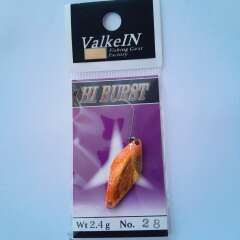 ValkeIN
Fishing Gear
Factory
HI BURST
Wt 2.4g No. 28